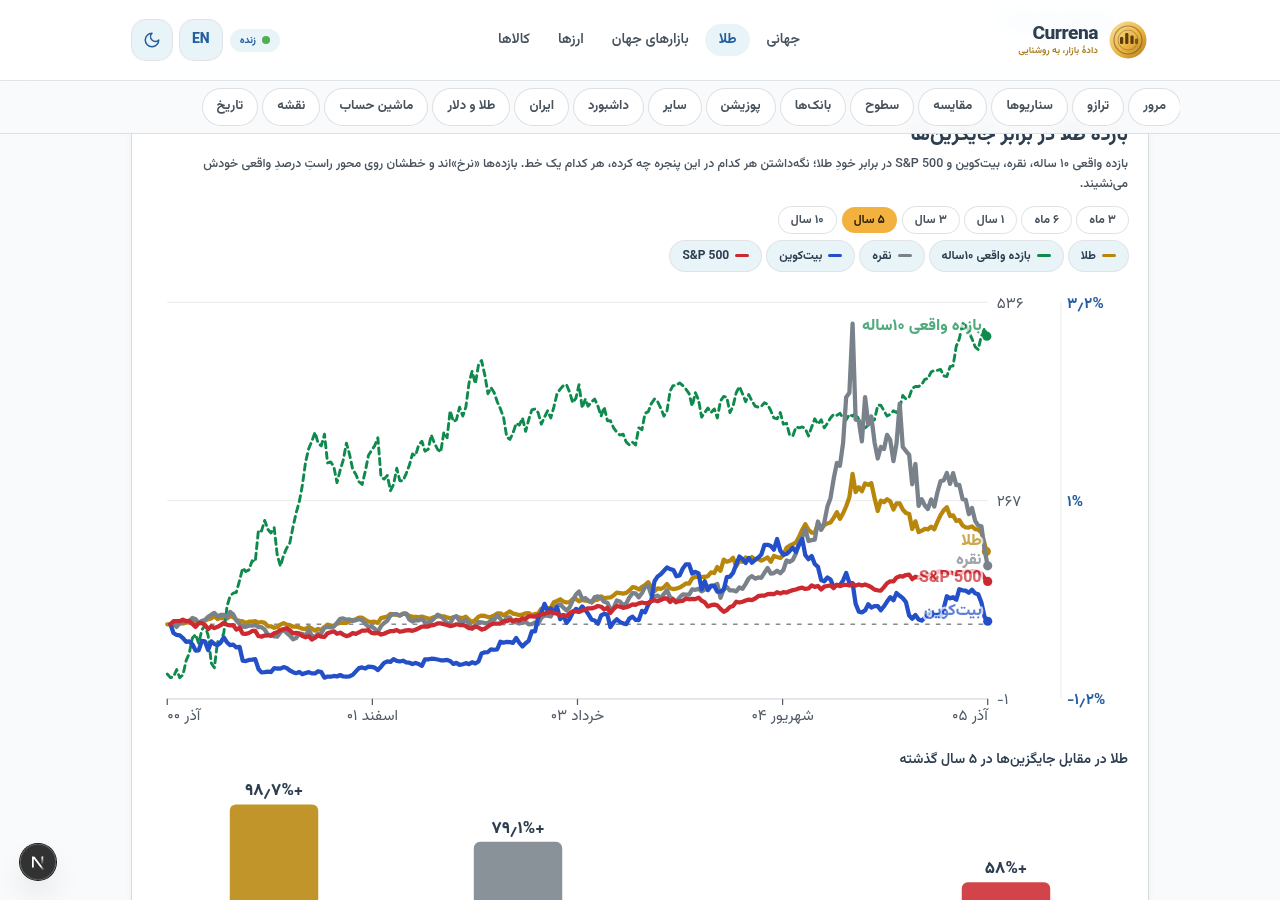 Currena
دادهٔ بازار، به روشنایی
جهانی
طلا
بازارهای جهان
ارزها
کالاها
زنده
EN
مرور
ترازو
سناریوها
مقایسه
سطوح
بانک‌ها
پوزیشن
سایر
داشبورد
ایران
طلا و دلار
ماشین حساب
نقشه
تاریخ
بازده طلا در برابر جایگزین‌ها
بازده واقعی ۱۰ ساله، نقره، بیت‌کوین و S&P 500 در برابر خودِ طلا؛ نگه‌داشتن هر کدام در این پنجره چه کرده، هر کدام یک خط. بازده‌ها «نرخ»اند و خطشان روی محور راستِ درصدِ واقعی خودش
می‌نشیند.
۳ ماه
۶ ماه
۱ سال
۳ سال
۵ سال
۱۰ سال
طلا
بازده واقعی ۱۰ساله
نقره
بیت‌کوین
S&P 500
۳٫۲%
۵۳۶
بازده واقعی ۱۰ساله
۱%
۲۶۷
طلا
نقره
S&P 500
بیت‌کوین
-۱٫۲%
-۱
آذر ۰۰
اسفند ۰۱
خرداد ۰۳
شهریور ۰۴
آذر ۰۵
طلا در مقابل جایگزین‌ها در ۵ سال گذشته
+۹۸٫۷%
+۷۹٫۱%
+۵۸%
N